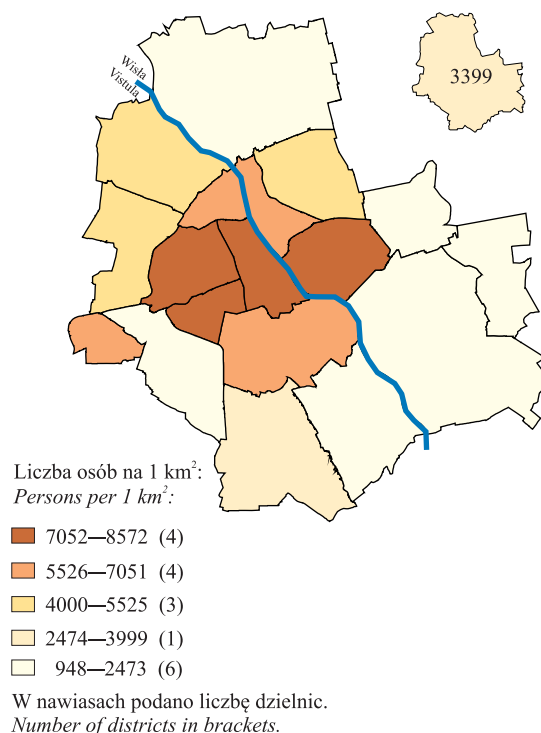 Wisła
Vistula
3399
Liczba osób na 1 km²:
Persons per 1 km²:
7052—8572 (4)
5526—7051 (4)
4000—5525 (3)
2474—3999 (1)
948—2473 (6)
W nawiasach podano liczbę dzielnic.
Number of districts in brackets.